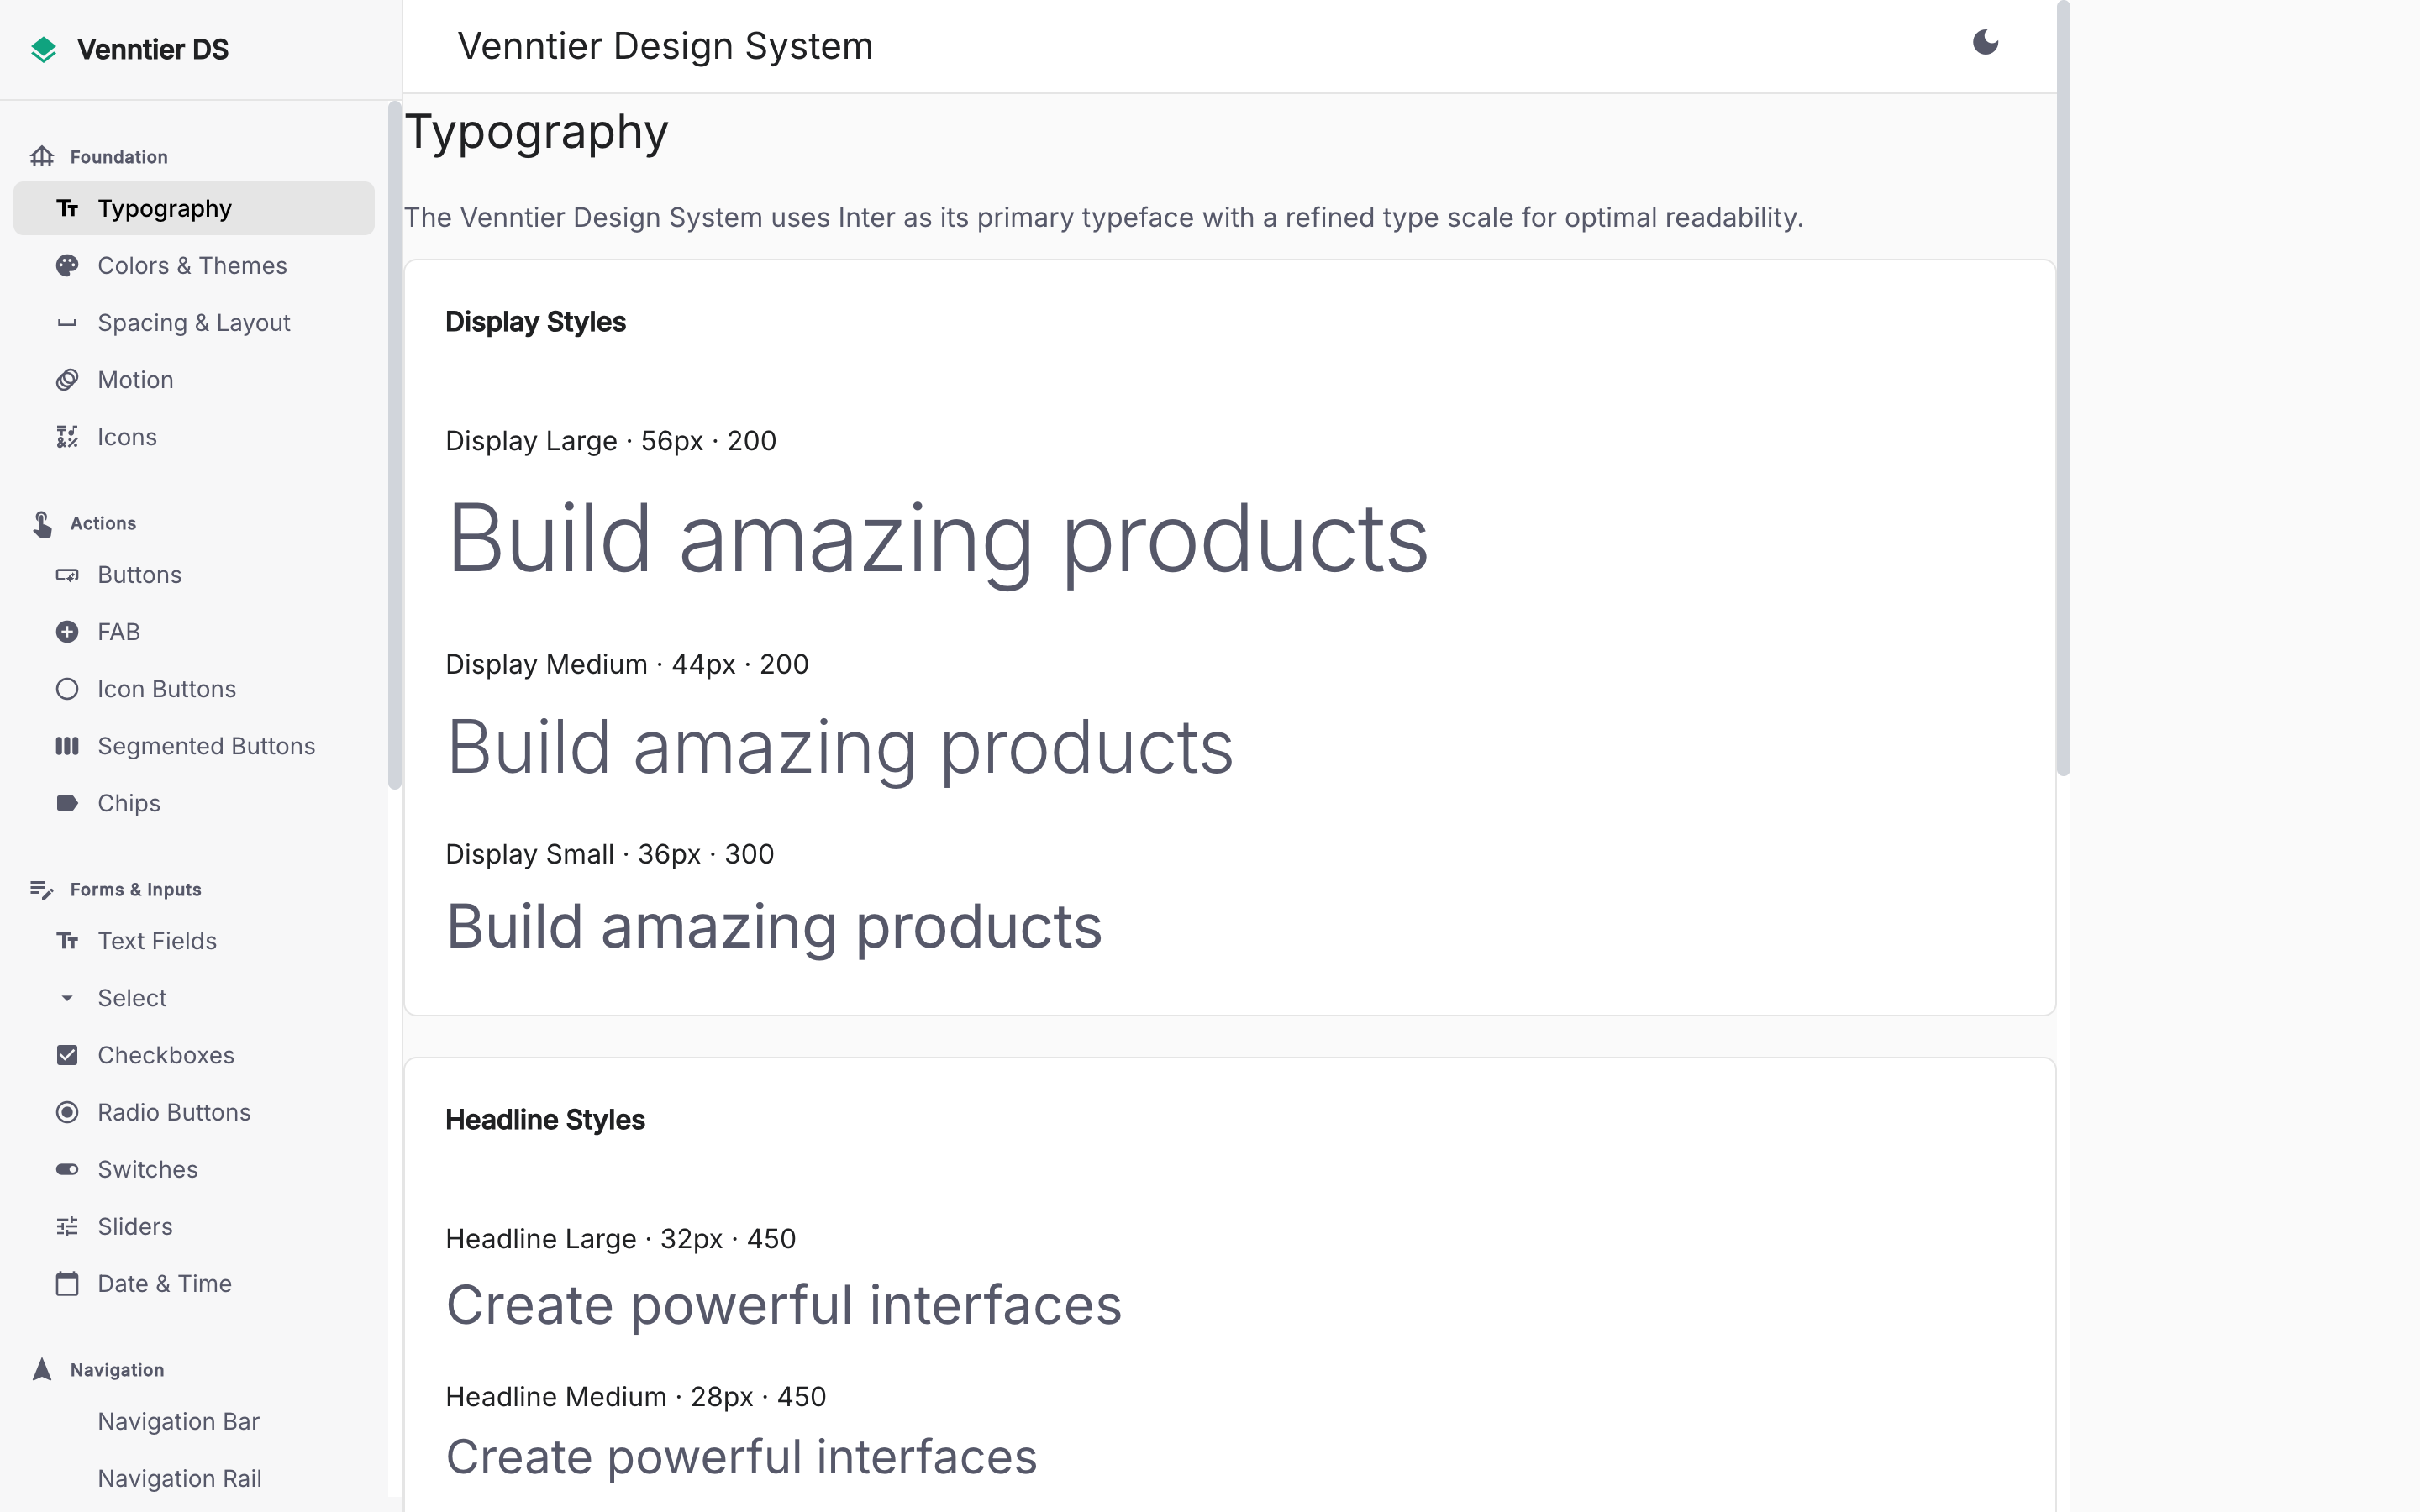 Venntier DS
Foundation
Typography
Colors & Themes
Spacing & Layout
Motion
Icons
Actions
Buttons
FAB
Icon Buttons
Segmented Buttons
Chips
Forms & Inputs
Text Fields
Select
Checkboxes
Radio Buttons
Switches
Sliders
Date & Time
Navigation
Navigation Bar
Navigation Rail
Venntier Design System
Typography
The Venntier Design System uses Inter as its primary typeface with a refined type scale for optimal readability.
Display Styles
Display Large · 56px · 200
Build amazing products
Display Medium · 44px · 200
Build amazing products
Display Small · 36px · 300
Build amazing products
Headline Styles
Headline Large · 32px · 450
Create powerful interfaces
Headline Medium · 28px · 450
Create powerful interfaces